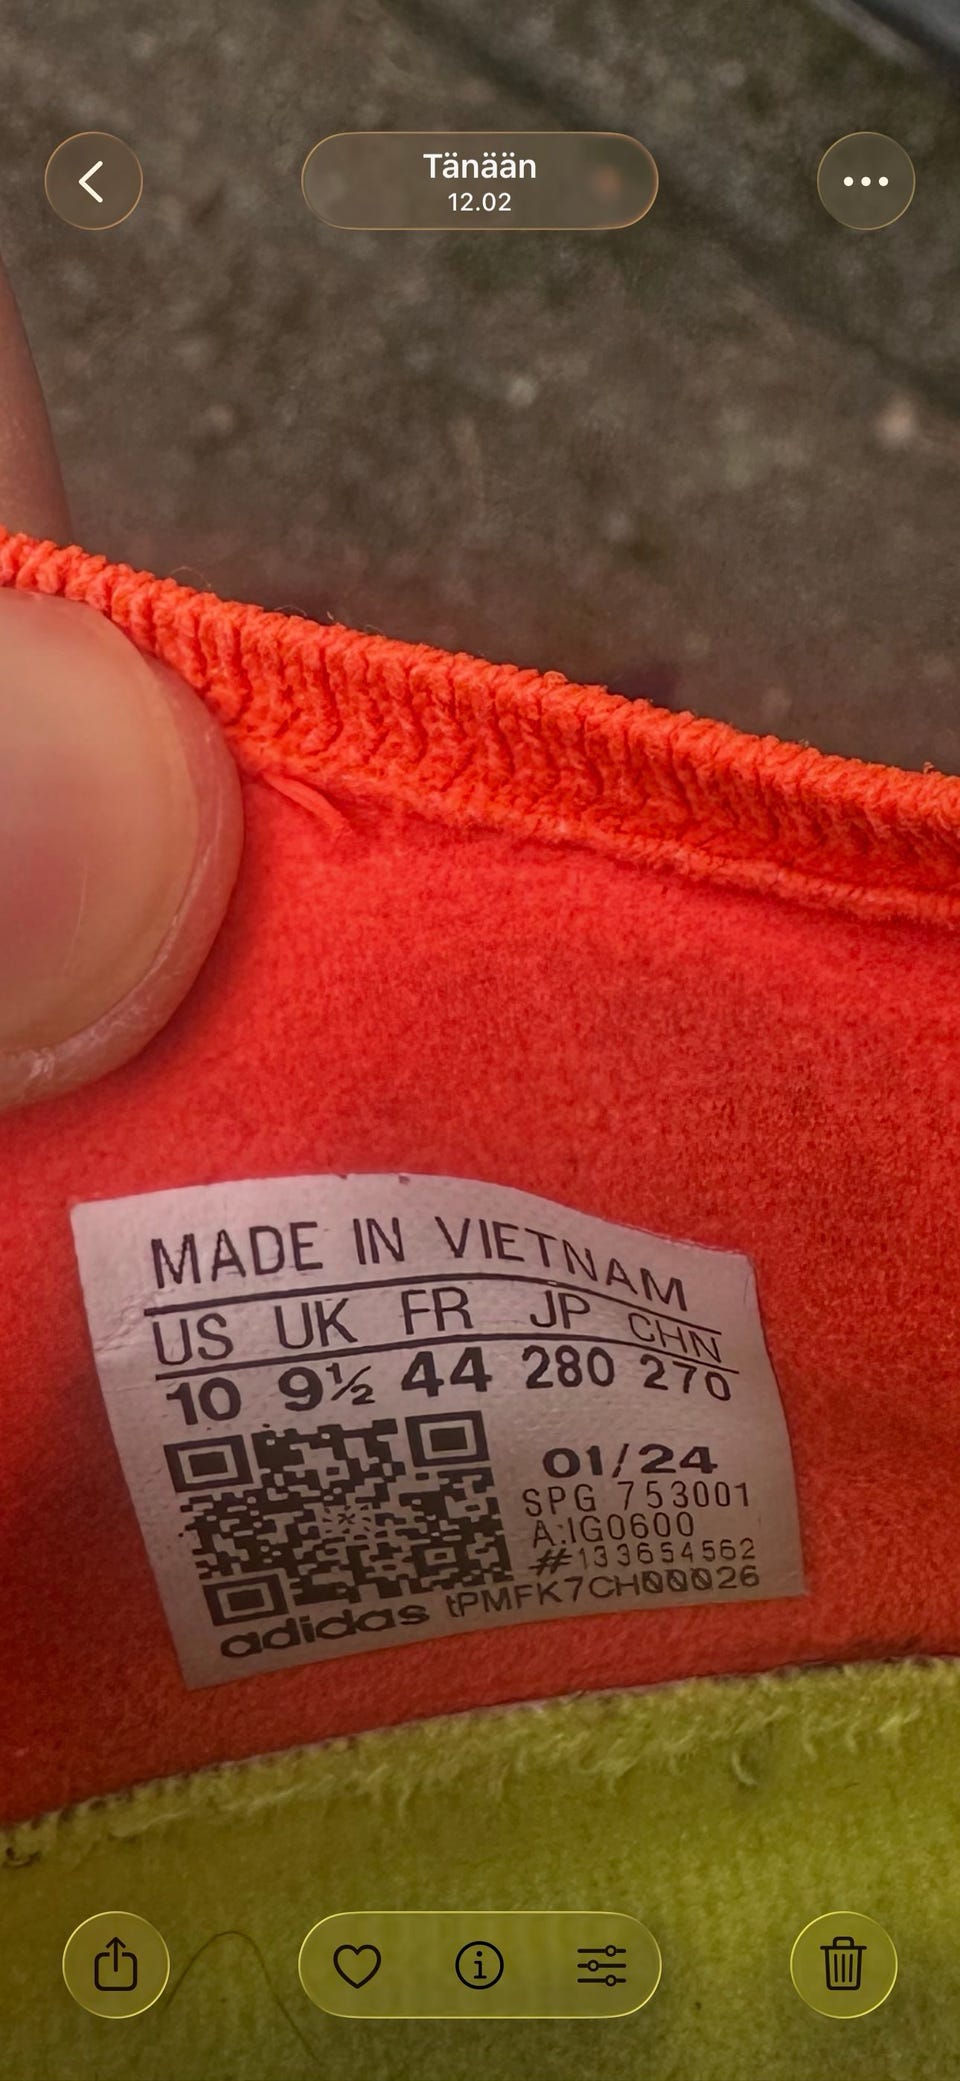 Tänään
12.02
MADE IN VIETNAM
US UK FR JP CHN
10 9½ 44 280 270
01/24
SPG 753001
A:IG0600
#133654562
adidas tPMFK7CH00026